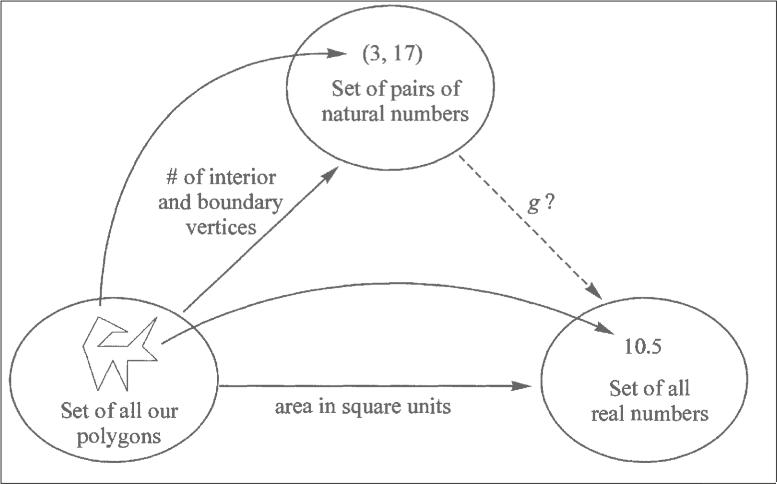 (3, 17)
Set of pairs of
natural numbers
# of interior
and boundary
vertices
g ?
10.5
Set of all
real numbers
Set of all our
polygons
area in square units